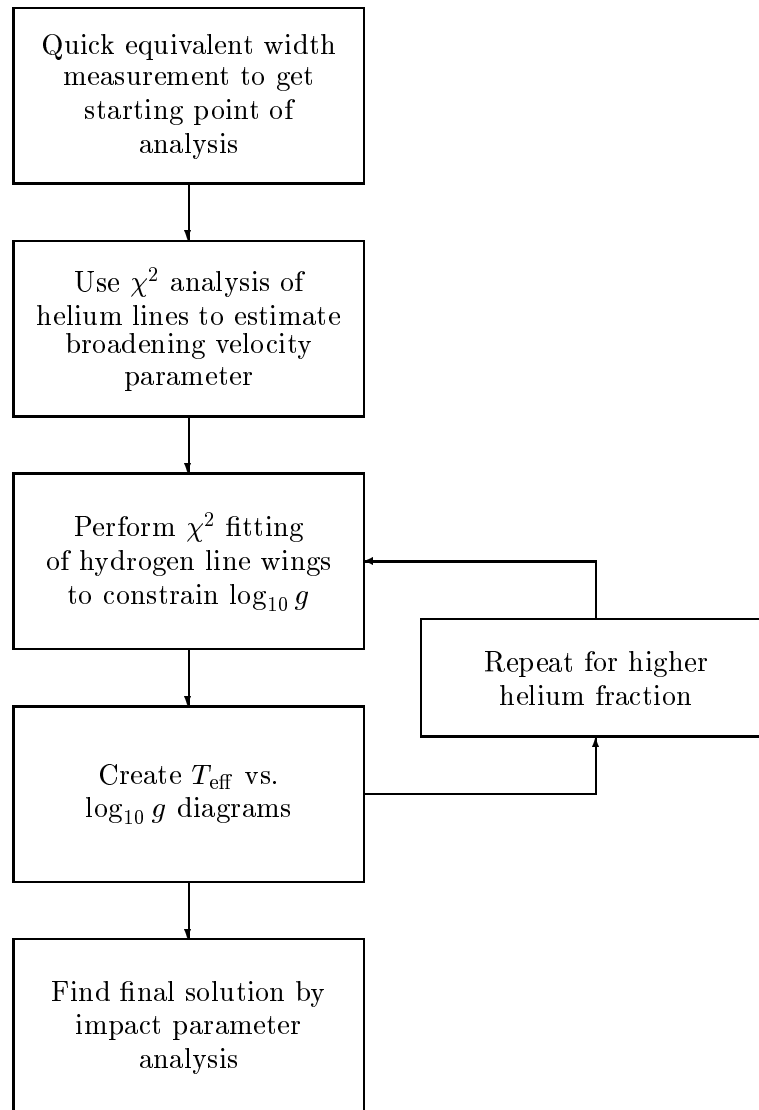 Quick equivalent width
measurement to get
starting point of
analysis
Use χ² analysis of
helium lines to estimate
broadening velocity
parameter
Perform χ² fitting
of hydrogen line wings
to constrain log₁₀ g
Repeat for higher
helium fraction
Create T_eff vs.
log₁₀ g diagrams
Find final solution by
impact parameter
analysis